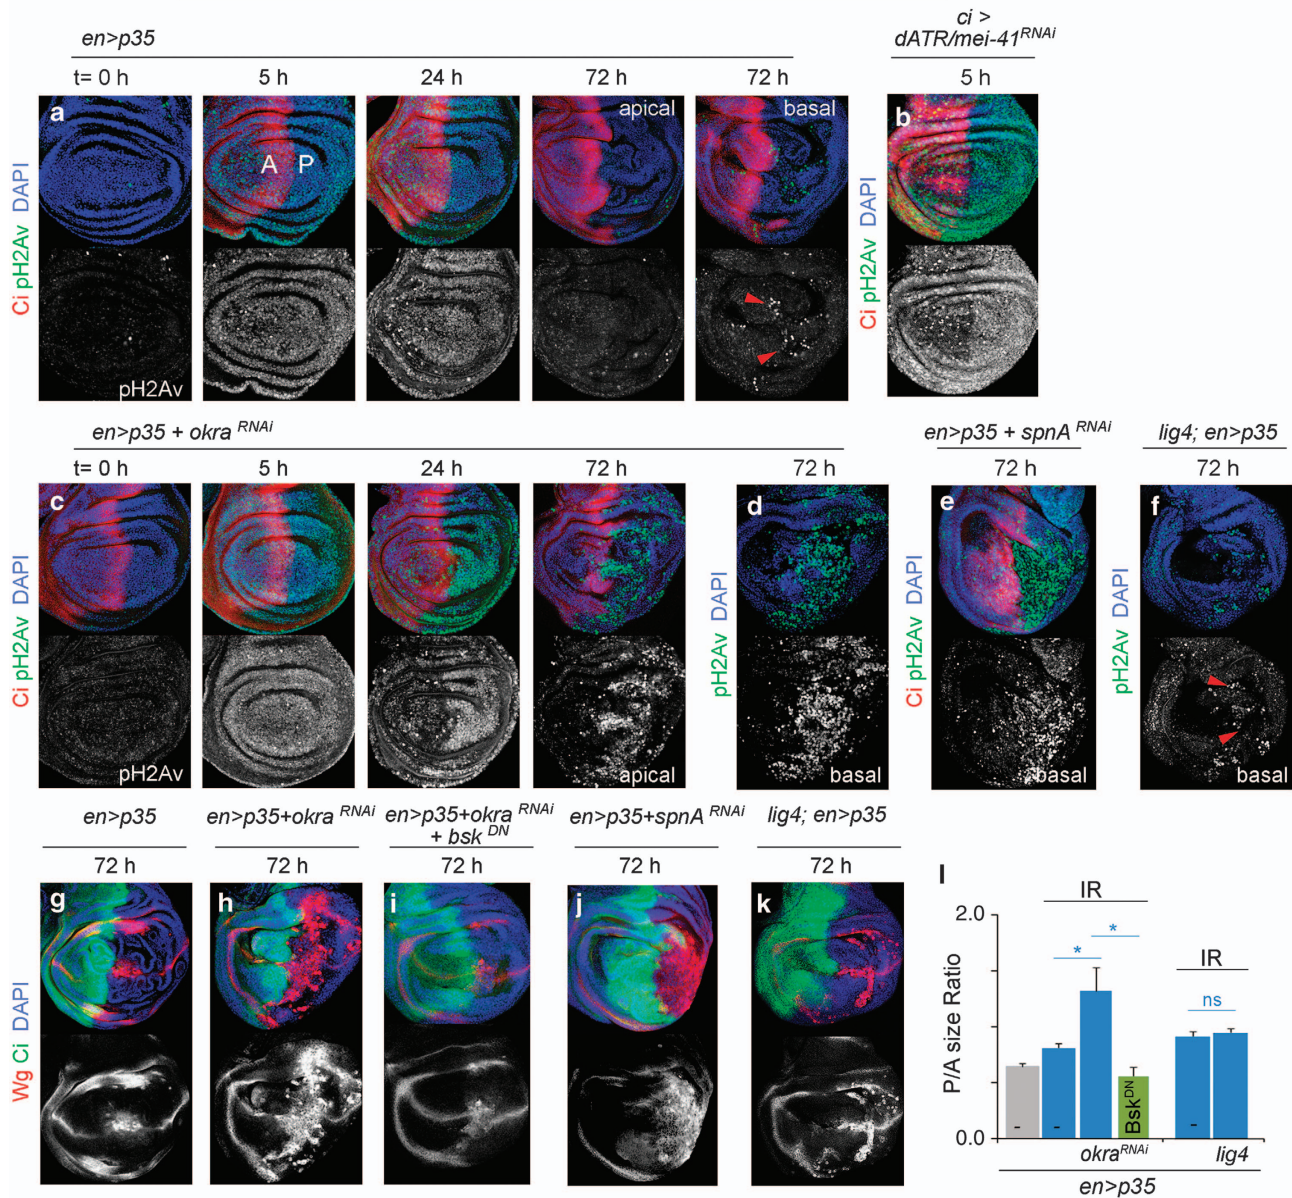 en>p35
ci >
dATR/mei-41RNAi
t= 0 h 5 h 24 h 72 h 72 h 5 h
a apical basal b
A P
Ci pH2Av DAPI
Ci pH2Av DAPI
pH2Av
en>p35 + okra RNAi
en>p35 + spnA RNAi
lig4; en>p35
t= 0 h 5 h 24 h 72 h 72 h 72 h 72 h
c d e f
Ci pH2Av DAPI
pH2Av DAPI
Ci pH2Av DAPI
pH2Av DAPI
pH2Av apical basal basal basal
en>p35
en>p35+okra RNAi
en>p35+okra RNAi
+ bsk DN
en>p35+spnA RNAi
lig4; en>p35
72 h 72 h 72 h 72 h 72 h
g h i j k l
Wg Ci DAPI
IR
2.0
*
*
IR
ns
P/A size Ratio
BskDN
- - -
0.0
okraRNAi lig4
en>p35